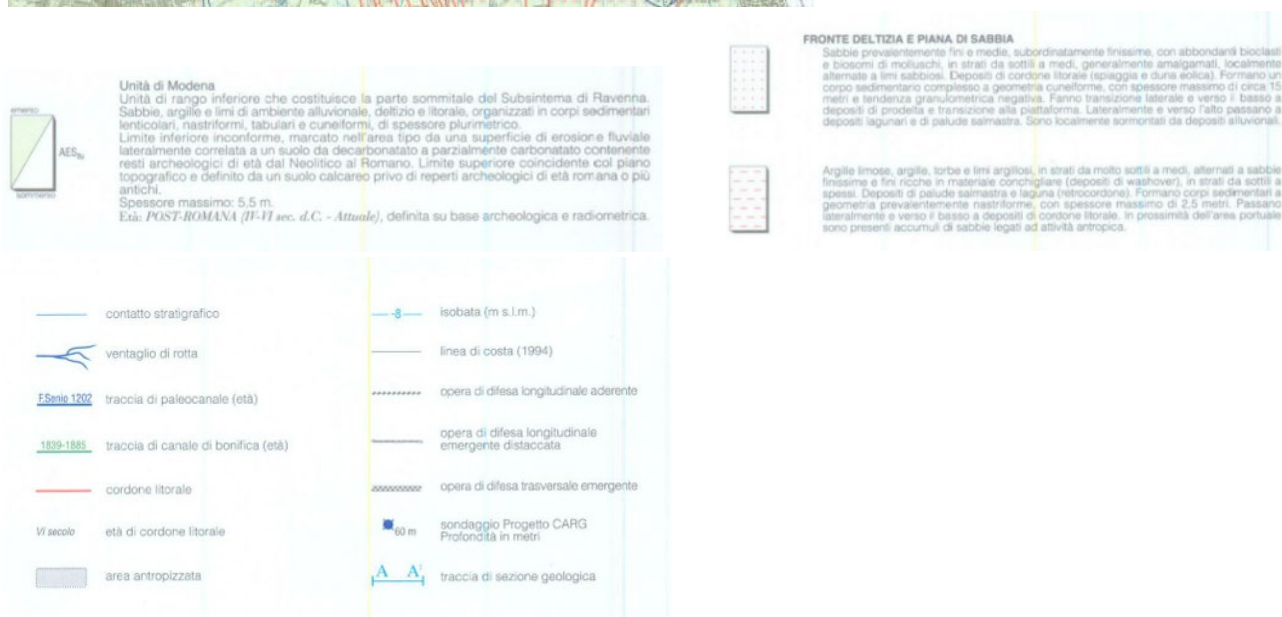 Unità di Modena
Unità di rango inferiore che costituisce la parte sommitale del Subsintema di Ravenna.
Sabbie, argille e limi di ambiente alluvionale, deltizio e litorale, organizzati in corpi sedimentari
lenticolari, nastriformi, tabulari e cuneiformi, di spessore plurimetrico.
Limite inferiore inconforme, marcato nell'area tipo da una superficie di erosione fluviale
lateralmente correlata a un suolo da decarbonatato a parzialmente carbonatato contenente
resti archeologici di età dal Neolitico al Romano. Limite superiore coincidente col piano
topografico e definito da un suolo calcareo privo di reperti archeologici di età romana o più
antichi.
Spessore massimo: 5,5 m.
Età: POST-ROMANA (IV-VI sec. d.C. - Attuale), definita su base archeologica e radiometrica.
emerso
AES8a
sommerso
FRONTE DELTIZIA E PIANA DI SABBIA
Sabbie prevalentemente fini e medie, subordinatamente finissime, con abbondanti bioclasti
e biosomi di molluschi, in strati da sottili a medi, generalmente amalgamati, localmente
alternate a limi sabbiosi. Depositi di cordone litorale (spiaggia e duna eolica). Formano un
corpo sedimentario complesso a geometria cuneiforme, con spessore massimo di circa 15
metri e tendenza granulometrica negativa. Fanno transizione laterale e verso il basso a
depositi di prodelta e transizione alla piattaforma. Lateralmente e verso l'alto passano a
depositi lagunari e di palude salmastra. Sono localmente sormontati da depositi alluvionali.
Argille limose, argille, torbe e limi argillosi, in strati da molto sottili a medi, alternati a sabbie
finissime e fini ricche in materiale conchigliare (depositi di washover), in strati da sottili a
spessi. Depositi di palude salmastra e laguna (retrocordone). Formano corpi sedimentari a
geometria prevalentemente nastriforme, con spessore massimo di 2,5 metri. Passano
lateralmente e verso il basso a depositi di cordone litorale. In prossimità dell'area portuale
sono presenti accumuli di sabbie legati ad attività antropica.
contatto stratigrafico
ventaglio di rotta
F.Senio 1202 traccia di paleocanale (età)
1839-1885 traccia di canale di bonifica (età)
cordone litorale
VI secolo età di cordone litorale
area antropizzata
-8 isobata (m s.l.m.)
linea di costa (1994)
opera di difesa longitudinale aderente
opera di difesa longitudinale
emergente distaccata
opera di difesa trasversale emergente
60 m sondaggio Progetto CARG
Profondità in metri
A A' traccia di sezione geologica